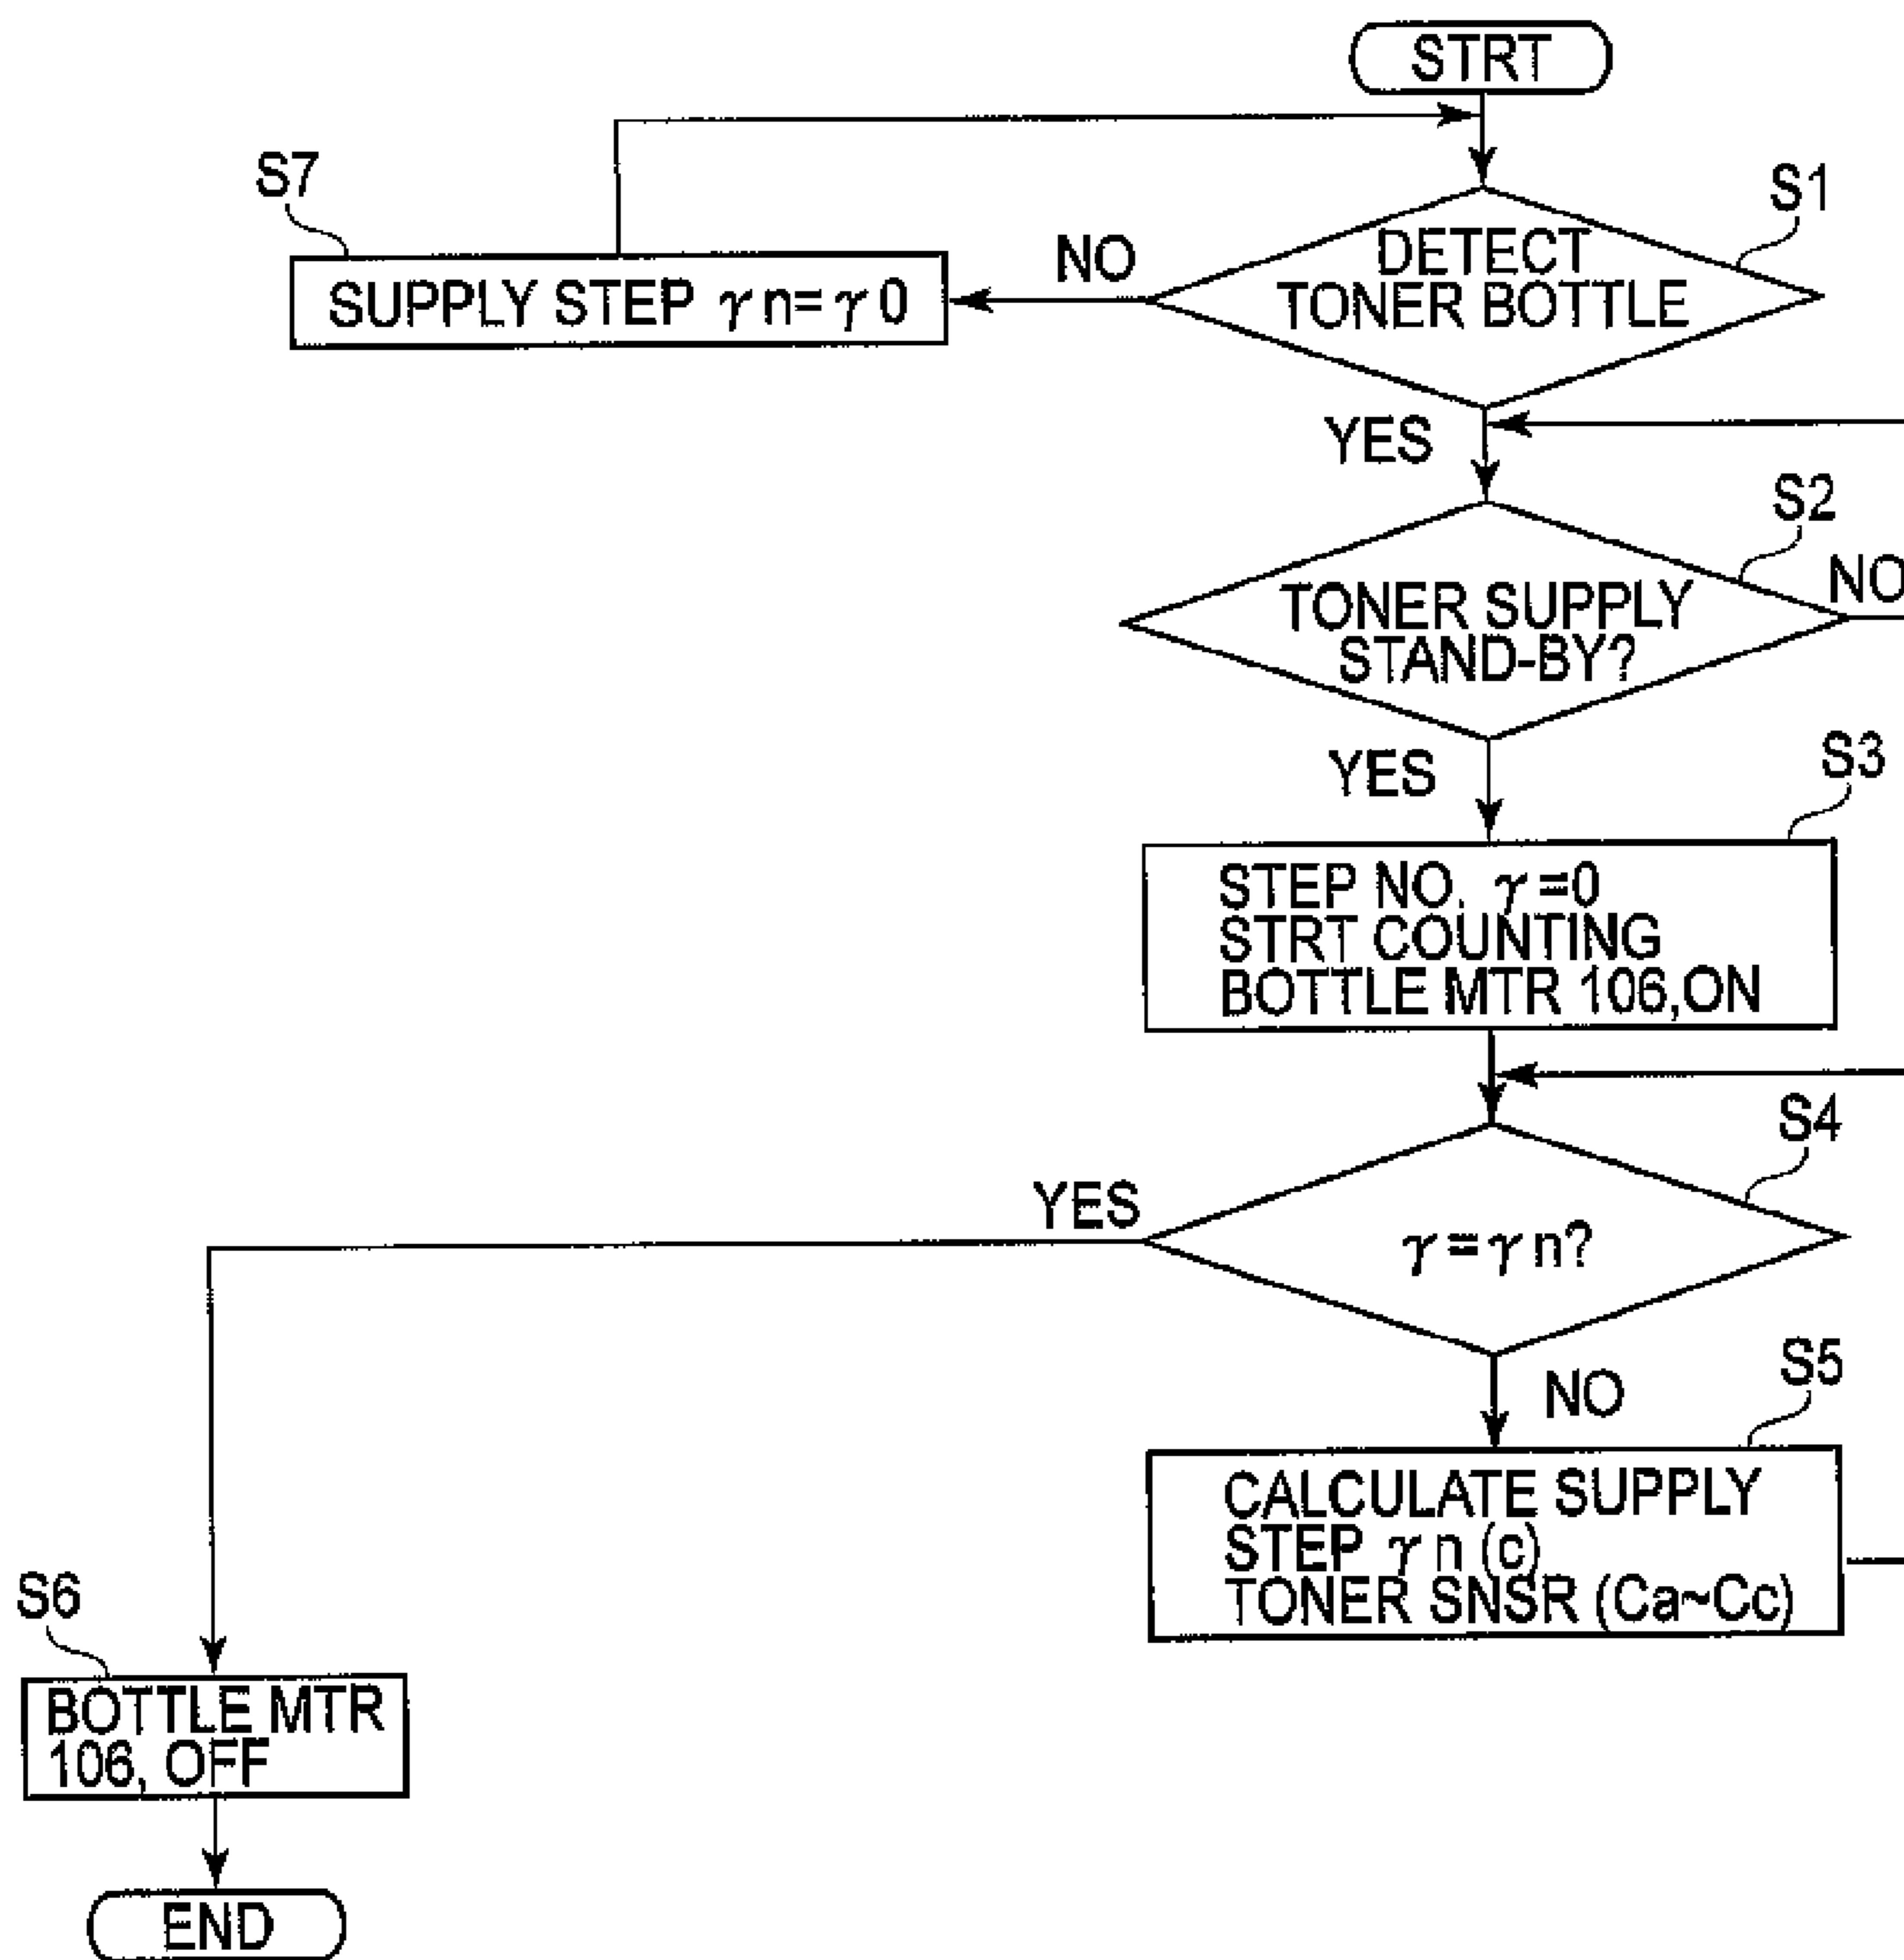 STRT
S7
S1
DETECT
TONER BOTTLE
NO
SUPPLY STEP γn=γ0
YES
S2
NO
TONER SUPPLY
STAND-BY?
YES
S3
STEP NO. γ=0
STRT COUNTING
BOTTLE MTR 106,ON
S4
YES
γ=γn?
NO
S5
CALCULATE SUPPLY
STEP γn (c)
TONER SNSR (Ca~Cc)
S6
BOTTLE MTR
106, OFF
END